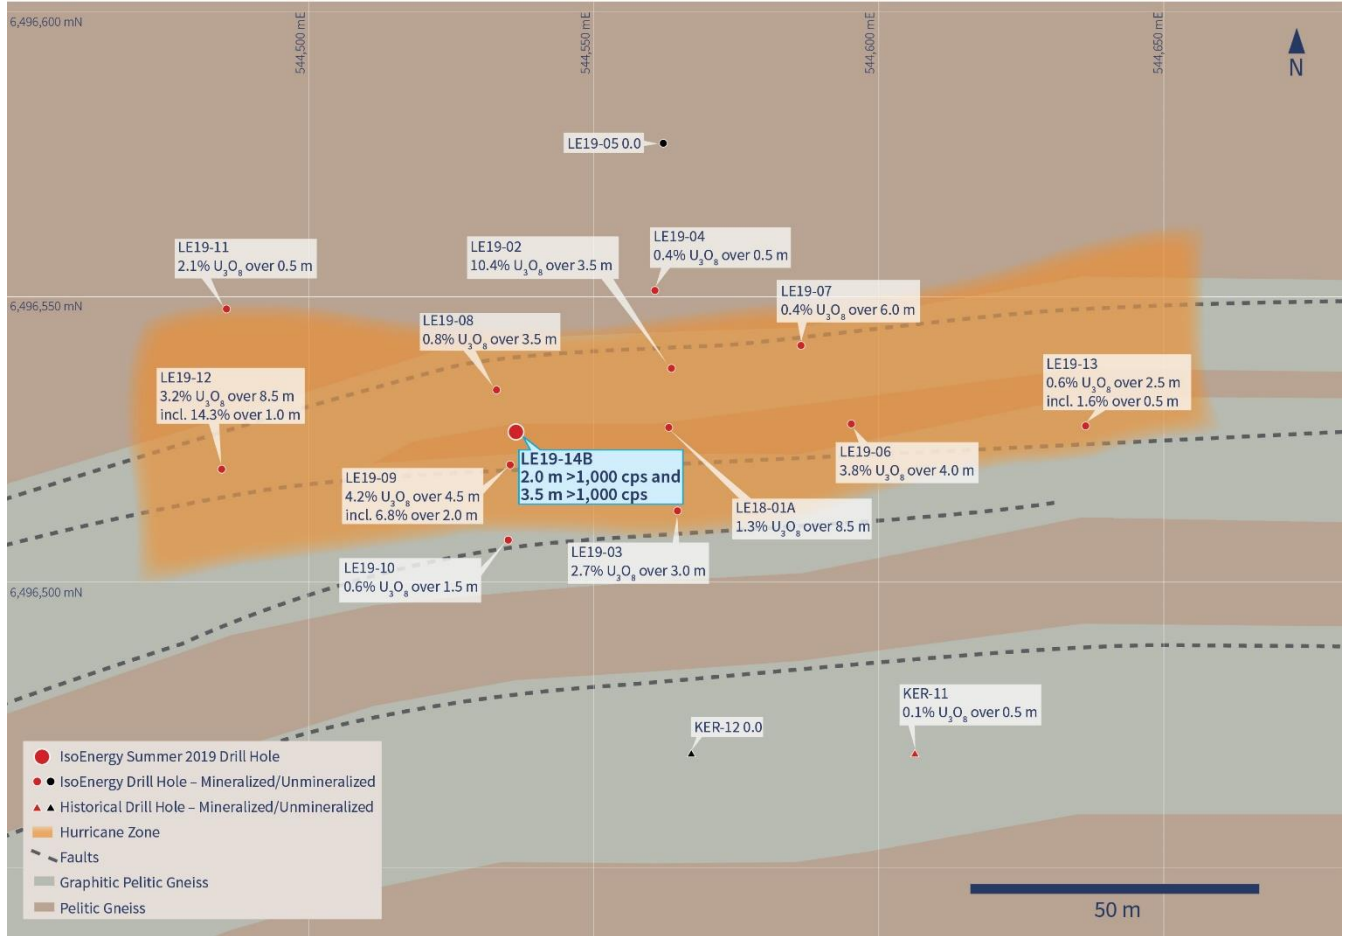 6,496,600 mN
544,500 mE
544,550 mE
544,600 mE
544,650 mE
N
LE19-05 0.0
LE19-11
2.1% U₃O₈ over 0.5 m
LE19-02
10.4% U₃O₈ over 3.5 m
LE19-04
0.4% U₃O₈ over 0.5 m
6,496,550 mN
LE19-07
0.4% U₃O₈ over 6.0 m
LE19-08
0.8% U₃O₈ over 3.5 m
LE19-12
3.2% U₃O₈ over 8.5 m
incl. 14.3% over 1.0 m
LE19-13
0.6% U₃O₈ over 2.5 m
incl. 1.6% over 0.5 m
LE19-14B
2.0 m >1,000 cps and
3.5 m >1,000 cps
LE19-06
3.8% U₃O₈ over 4.0 m
LE19-09
4.2% U₃O₈ over 4.5 m
incl. 6.8% over 2.0 m
LE18-01A
1.3% U₃O₈ over 8.5 m
LE19-03
2.7% U₃O₈ over 3.0 m
LE19-10
0.6% U₃O₈ over 1.5 m
6,496,500 mN
KER-11
0.1% U₃O₈ over 0.5 m
KER-12 0.0
IsoEnergy Summer 2019 Drill Hole
IsoEnergy Drill Hole – Mineralized/Unmineralized
Historical Drill Hole – Mineralized/Unmineralized
Hurricane Zone
Faults
Graphitic Pelitic Gneiss
Pelitic Gneiss
50 m